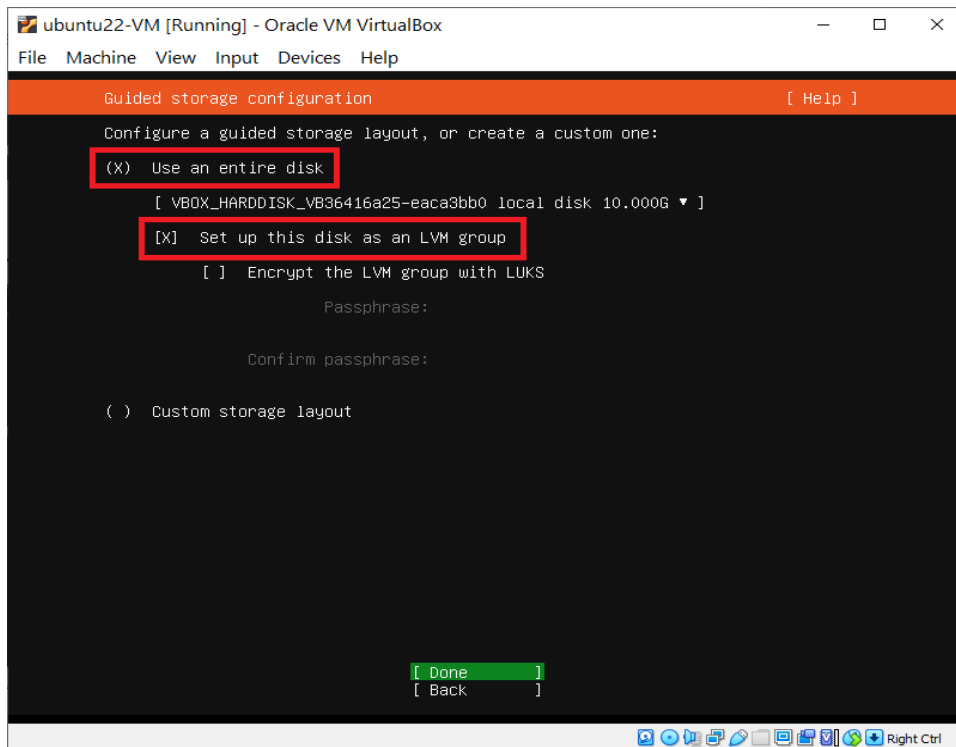 ubuntu22-VM [Running] - Oracle VM VirtualBox
File Machine View Input Devices Help
Guided storage configuration [ Help ]
Configure a guided storage layout, or create a custom one:
(X) Use an entire disk
[ VBOX_HARDDISK_VB36416a25-eaca3bb0 local disk 10.000G ▾ ]
[X] Set up this disk as an LVM group
[ ] Encrypt the LVM group with LUKS
Passphrase:
Confirm passphrase:
( ) Custom storage layout
[ Done ]
[ Back ]
Right Ctrl